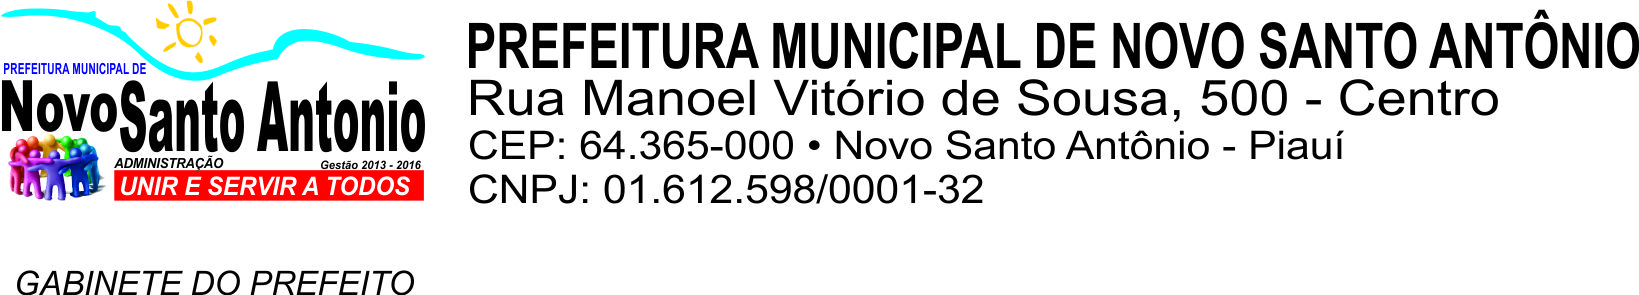 PREFEITURA MUNICIPAL DE
Novo Santo Antonio
ADMINISTRAÇÃO Gestão 2013 - 2016
UNIR E SERVIR A TODOS
PREFEITURA MUNICIPAL DE NOVO SANTO ANTÔNIO
Rua Manoel Vitório de Sousa, 500 - Centro
CEP: 64.365-000 • Novo Santo Antônio - Piauí
CNPJ: 01.612.598/0001-32
GABINETE DO PREFEITO